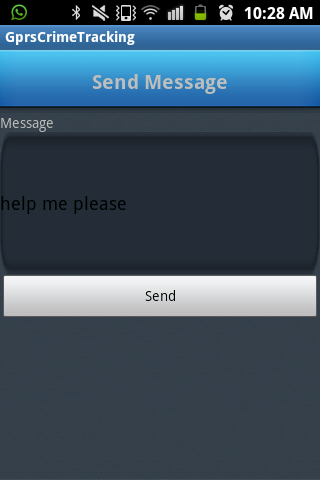 10:28 AM
GprsCrimeTracking
Send Message
Message
help me please
Send